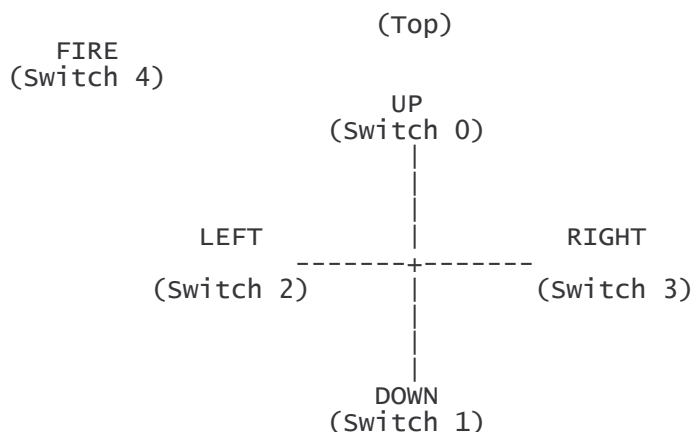 (Top)
FIRE
(Switch 4)
UP
(Switch 0)
LEFT RIGHT
(Switch 2) (Switch 3)
DOWN
(Switch 1)